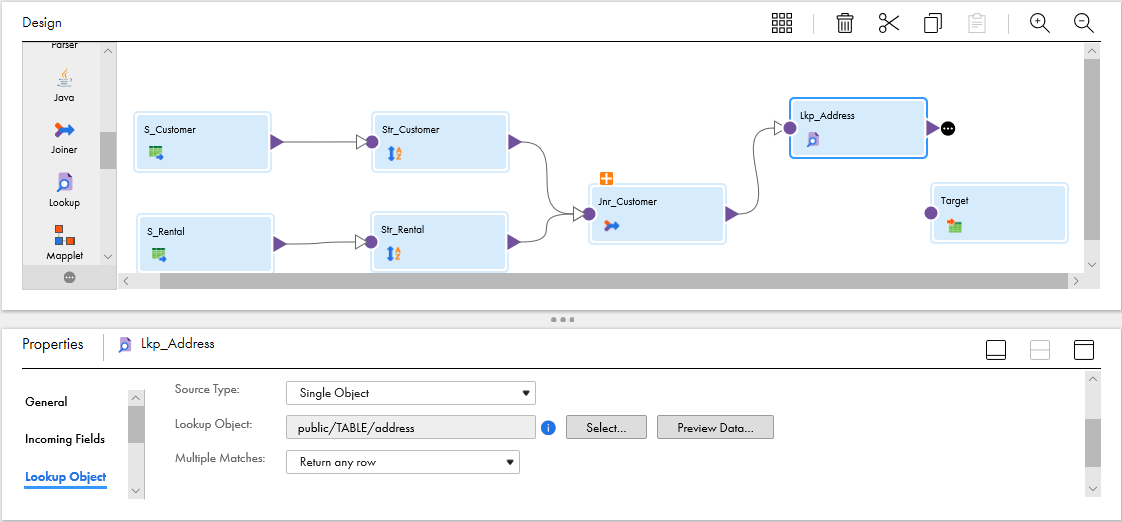 Design
Parser
Java
Joiner
Lookup
Mapplet
S_Customer
Str_Customer
Lkp_Address
Jnr_Customer
Target
S_Rental
Str_Rental
Properties
Lkp_Address
General
Incoming Fields
Lookup Object
Source Type:
Single Object
Lookup Object:
public/TABLE/address
Select...
Preview Data...
Multiple Matches:
Return any row